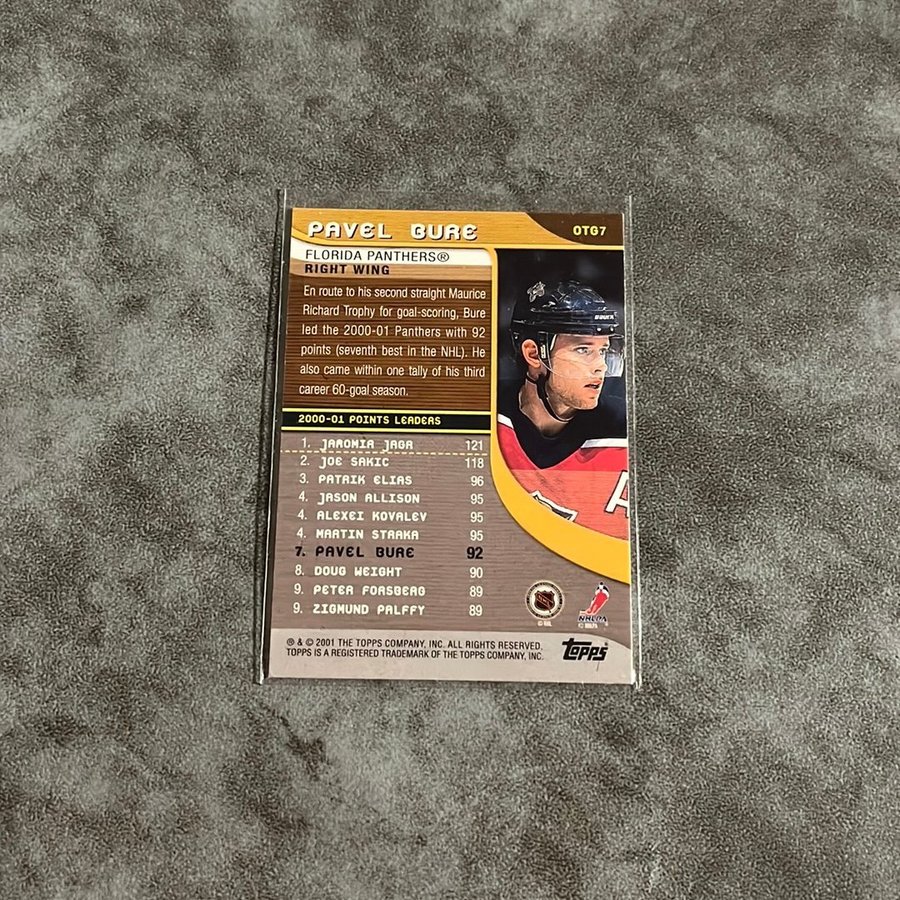 PAVEL BURE
OTG7
FLORIDA PANTHERS®
RIGHT WING
En route to his second straight Maurice
Richard Trophy for goal-scoring, Bure
led the 2000-01 Panthers with 92
points (seventh best in the NHL). He
also came within one tally of his third
career 60-goal season.
2000-01 POINTS LEADERS
1. JAROMIR JAGR 121
2. JOE SAKIC 118
3. PATRIK ELIAS 96
4. JASON ALLISON 95
4. ALEXEI KOVALEV 95
4. MARTIN STRAKA 95
7. PAVEL BURE 92
8. DOUG WEIGHT 90
9. PETER FORSBERG 89
9. ZIGMUND PALFFY 89
NHLPA
® & © 2001 THE TOPPS COMPANY, INC. ALL RIGHTS RESERVED.
TOPPS IS A REGISTERED TRADEMARK OF THE TOPPS COMPANY, INC.
Topps
BAUER
A